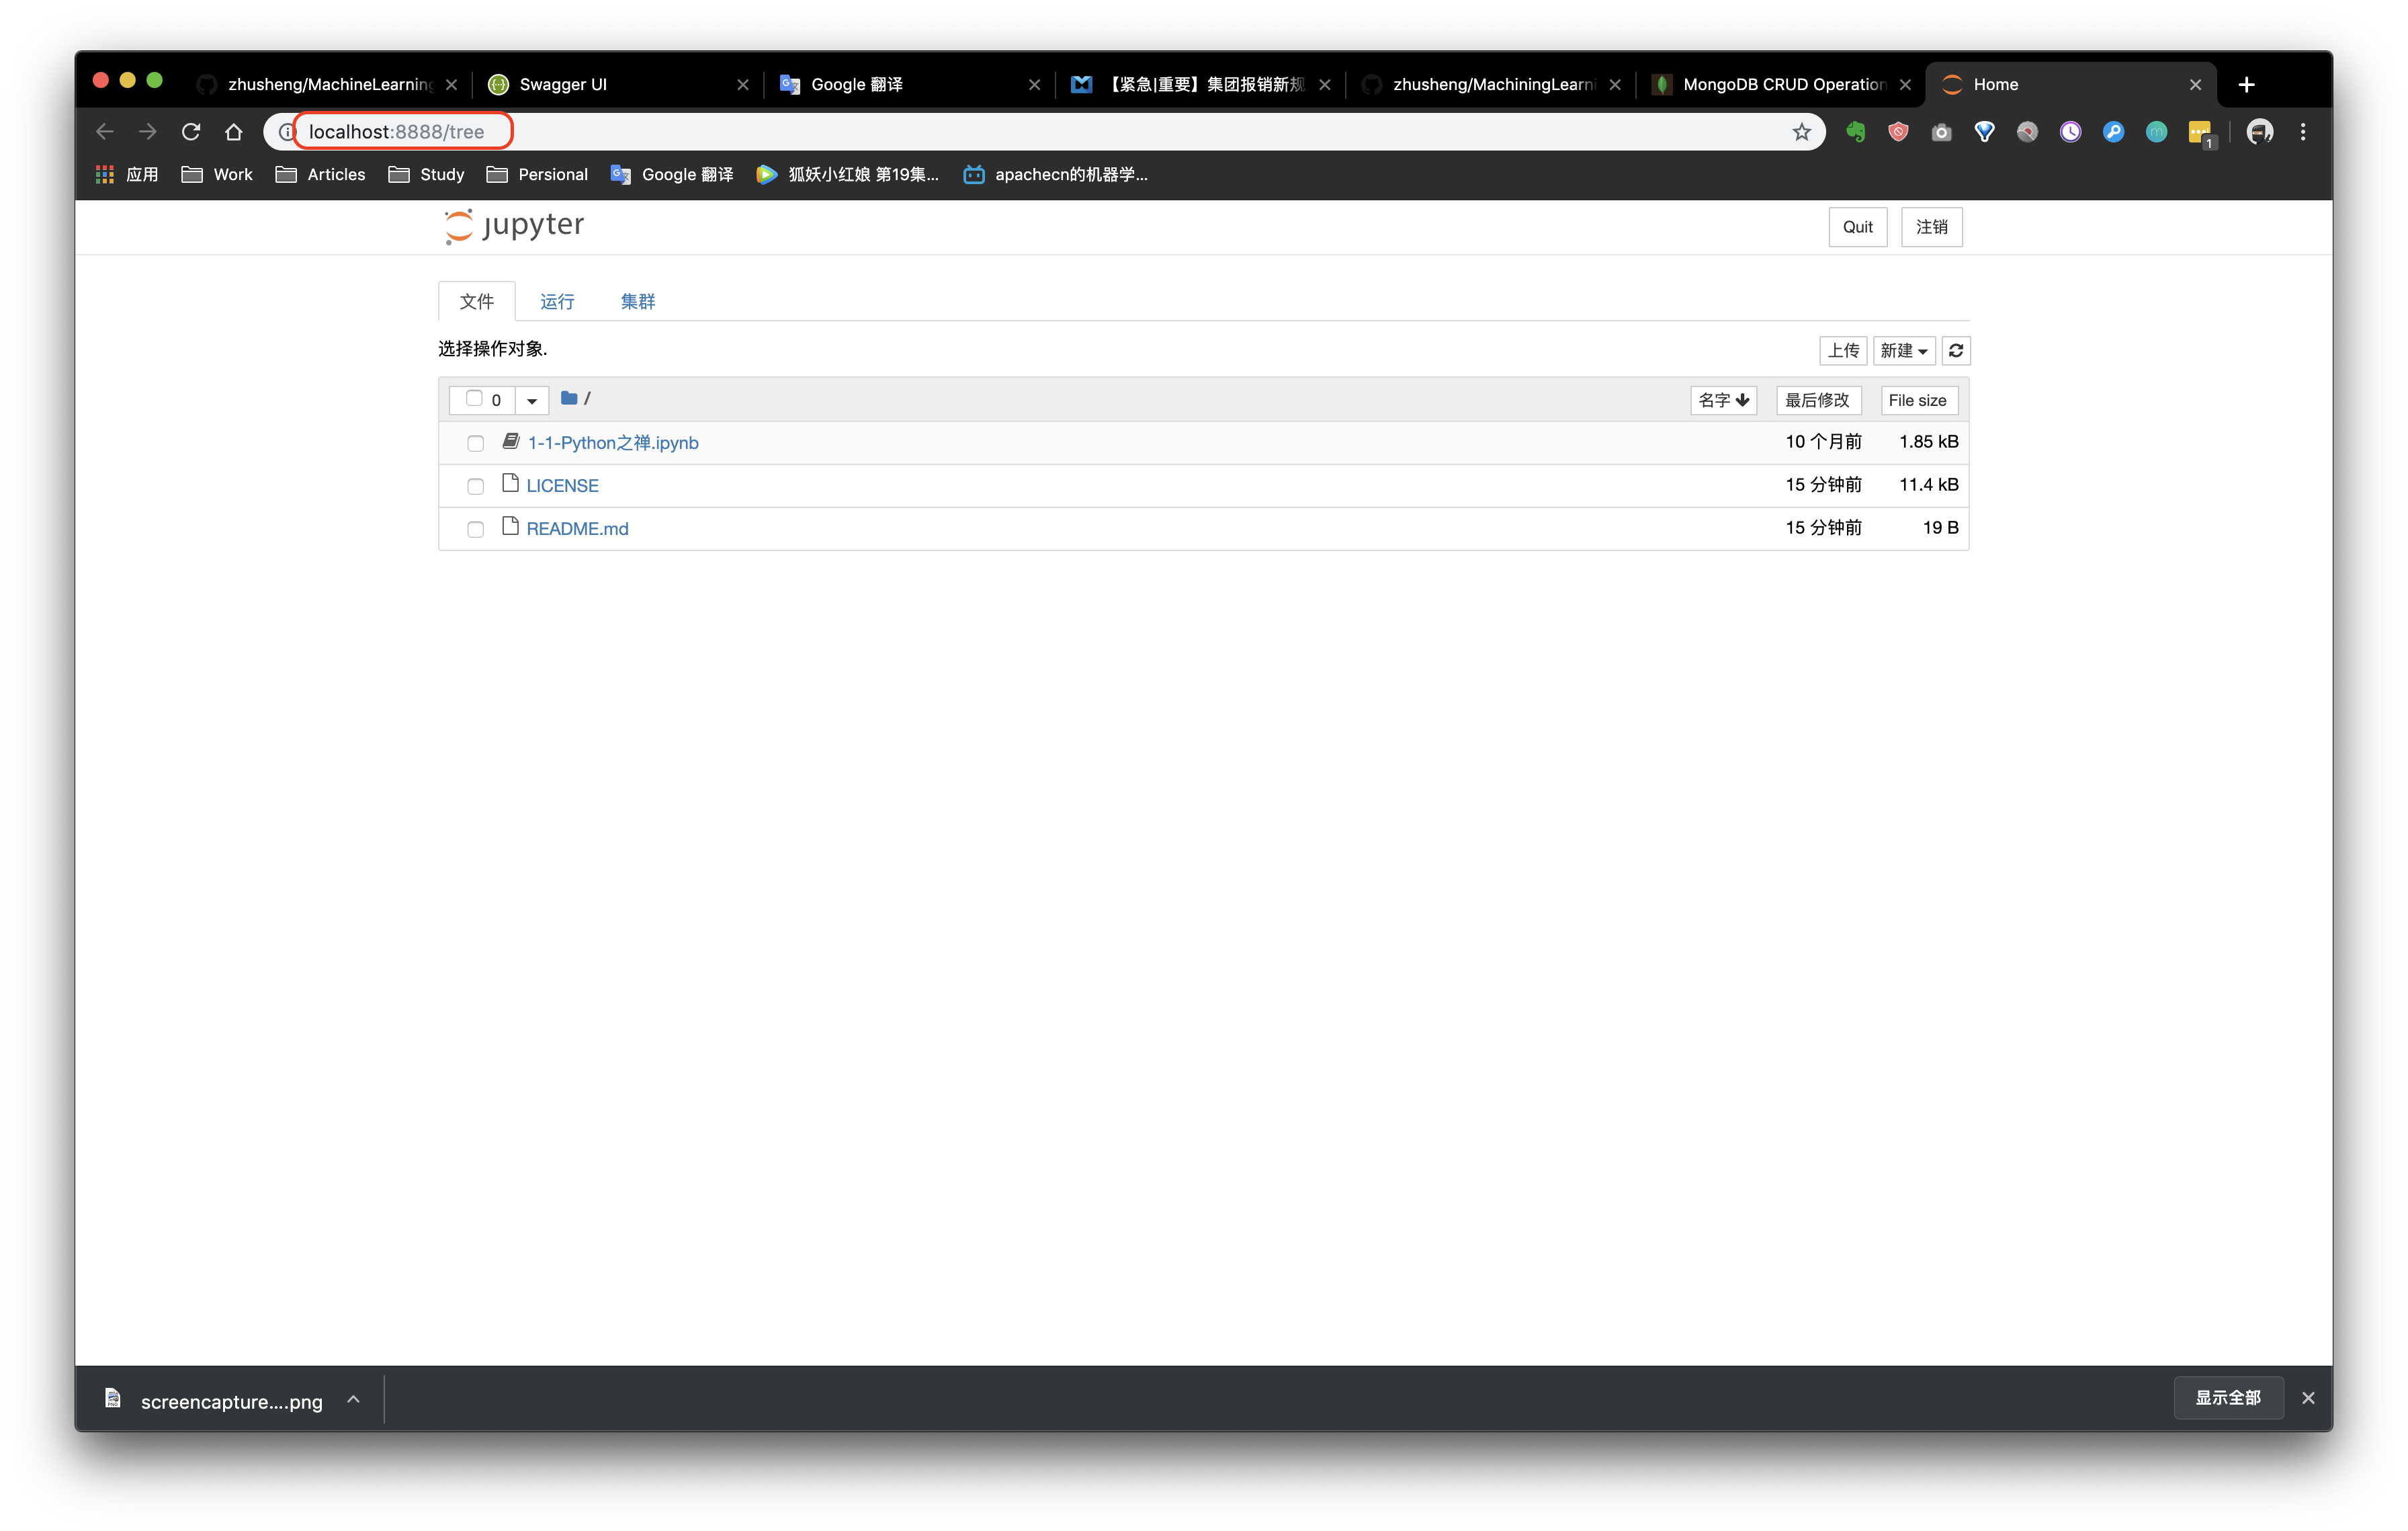 zhusheng/MachineLearning
Swagger UI
Google 翻译
【紧急|重要】集团报销新规
zhusheng/MachiningLearni
MongoDB CRUD Operation
Home
localhost:8888/tree
1
应用
Work
Articles
Study
Persional
Google 翻译
狐妖小红娘 第19集...
apachecn的机器学...
jupyter
Quit
注销
文件
运行
集群
选择操作对象.
上传
新建
0
/
名字
最后修改
File size
1-1-Python之禅.ipynb
10 个月前
1.85 kB
LICENSE
15 分钟前
11.4 kB
README.md
15 分钟前
19 B
screencapture....png
显示全部